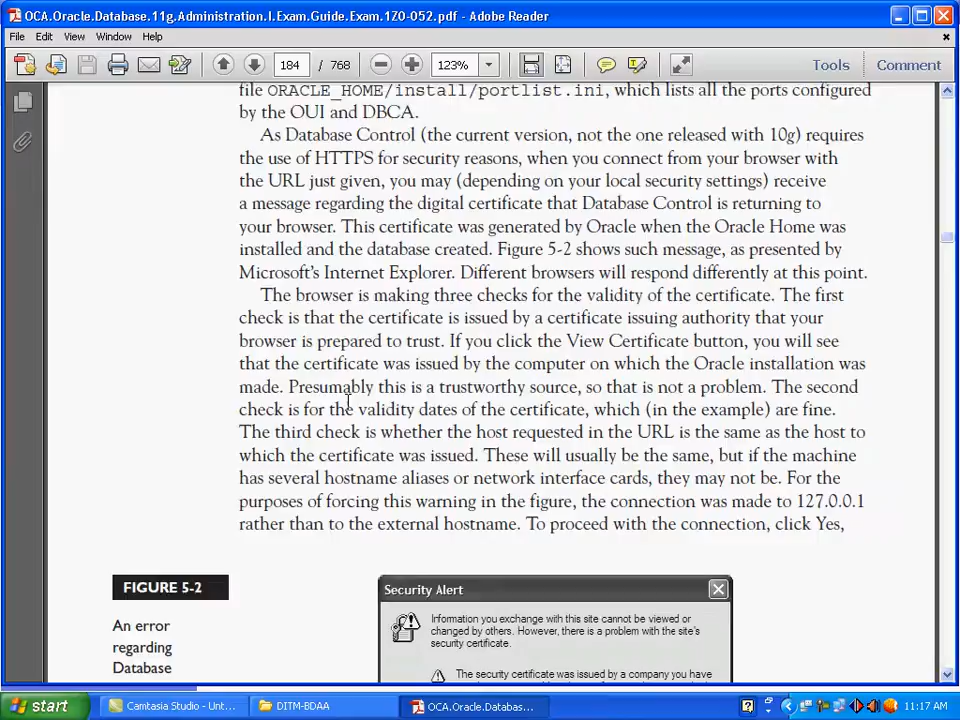 OCA.Oracle.Database.11g.Administration.I.Exam.Guide.Exam.1Z0-052.pdf - Adobe Reader
File Edit View Window Help
184 / 768 123% Tools Comment
file ORACLE_HOME/install/portlist.ini, which lists all the ports configured
by the OUI and DBCA.
As Database Control (the current version, not the one released with 10g) requires
the use of HTTPS for security reasons, when you connect from your browser with
the URL just given, you may (depending on your local security settings) receive
a message regarding the digital certificate that Database Control is returning to
your browser. This certificate was generated by Oracle when the Oracle Home was
installed and the database created. Figure 5-2 shows such message, as presented by
Microsoft's Internet Explorer. Different browsers will respond differently at this point.
The browser is making three checks for the validity of the certificate. The first
check is that the certificate is issued by a certificate issuing authority that your
browser is prepared to trust. If you click the View Certificate button, you will see
that the certificate was issued by the computer on which the Oracle installation was
made. Presumably this is a trustworthy source, so that is not a problem. The second
check is for the validity dates of the certificate, which (in the example) are fine.
The third check is whether the host requested in the URL is the same as the host to
which the certificate was issued. These will usually be the same, but if the machine
has several hostname aliases or network interface cards, they may not be. For the
purposes of forcing this warning in the figure, the connection was made to 127.0.0.1
rather than to the external hostname. To proceed with the connection, click Yes,
FIGURE 5-2
An error
regarding
Database
Security Alert
Information you exchange with this site cannot be viewed or
changed by others. However, there is a problem with the site's
security certificate.
The security certificate was issued by a company you have
start Camtasia Studio - Unt... DITM-BDAA OCA.Oracle.Databas... 11:17 AM